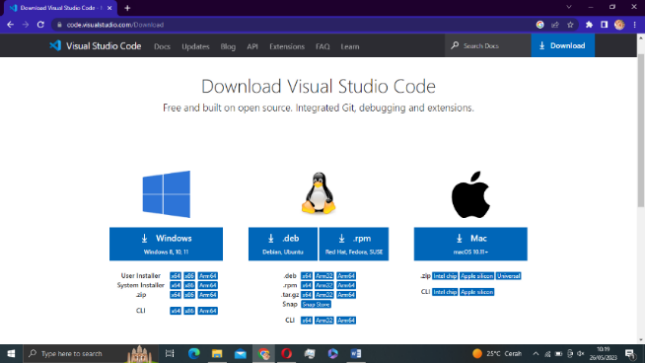 Download Visual Studio Code -
code.visualstudio.com/Download
Visual Studio Code Docs Updates Blog API Extensions FAQ Learn Search Docs Download
Download Visual Studio Code
Free and built on open source. Integrated Git, debugging and extensions.
Windows
Windows 8, 10, 11
User Installer x64 x86 Arm64
System Installer x64 x86 Arm64
.zip x64 x86 Arm64
CLI x64 x86 Arm64
.deb
Debian, Ubuntu
.rpm
Red Hat, Fedora, SUSE
.deb x64 Arm32 Arm64
.rpm x64 Arm32 Arm64
.tar.gz x64 Arm32 Arm64
Snap Snap Store
CLI x64 Arm32 Arm64
Mac
macOS 10.11+
.zip Intel chip Apple silicon Universal
CLI Intel chip Apple silicon
Type here to search
25°C Cerah
10:19
26/05/2023